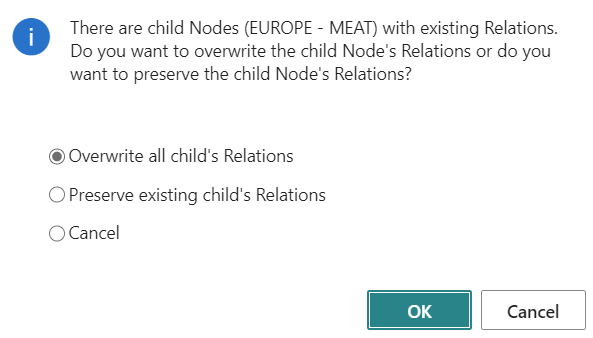 There are child Nodes (EUROPE - MEAT) with existing Relations.
Do you want to overwrite the child Node's Relations or do you
want to preserve the child Node's Relations?
Overwrite all child's Relations
Preserve existing child's Relations
Cancel
OK
Cancel